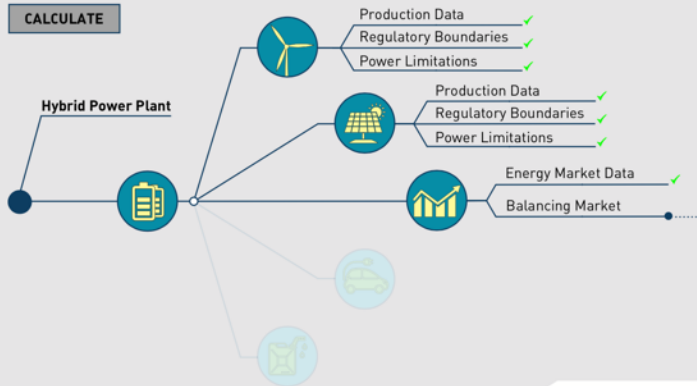 CALCULATE
Production Data
Regulatory Boundaries
Power Limitations
Production Data
Regulatory Boundaries
Power Limitations
Hybrid Power Plant
Energy Market Data
Balancing Market